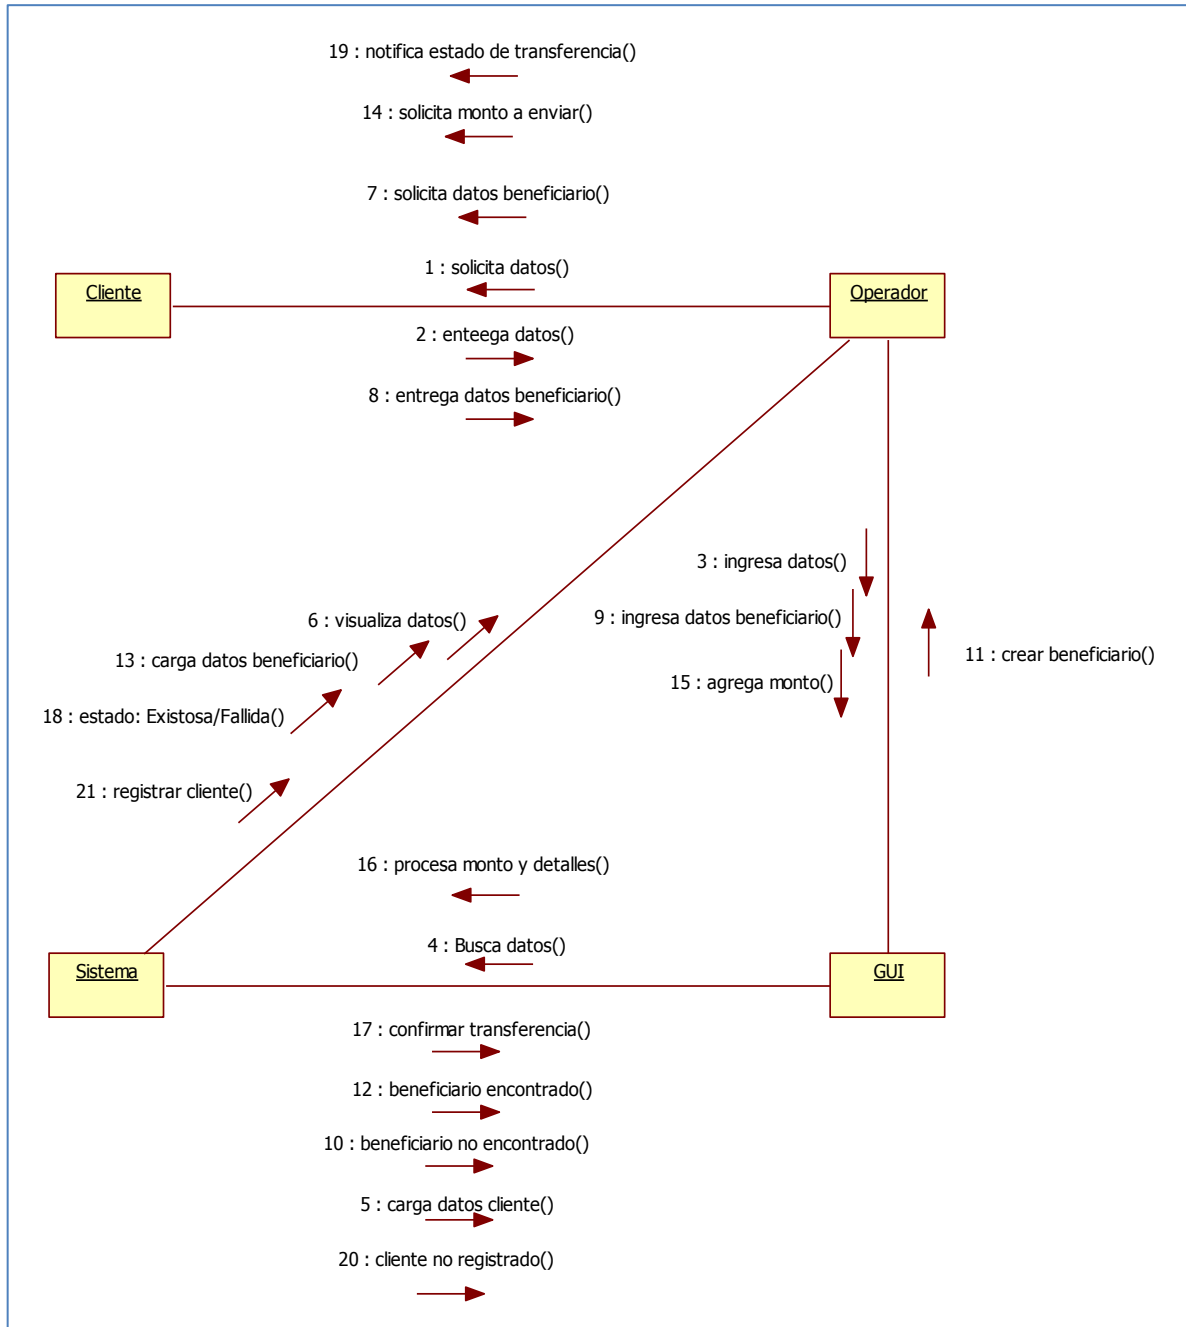 19 : notifica estado de transferencia()
14 : solicita monto a enviar()
7 : solicita datos beneficiario()
1 : solicita datos()
Cliente
Operador
2 : enteega datos()
8 : entrega datos beneficiario()
3 : ingresa datos()
9 : ingresa datos beneficiario()
6 : visualiza datos()
11 : crear beneficiario()
13 : carga datos beneficiario()
15 : agrega monto()
18 : estado: Existosa/Fallida()
21 : registrar cliente()
16 : procesa monto y detalles()
4 : Busca datos()
Sistema
GUI
17 : confirmar transferencia()
12 : beneficiario encontrado()
10 : beneficiario no encontrado()
5 : carga datos cliente()
20 : cliente no registrado()